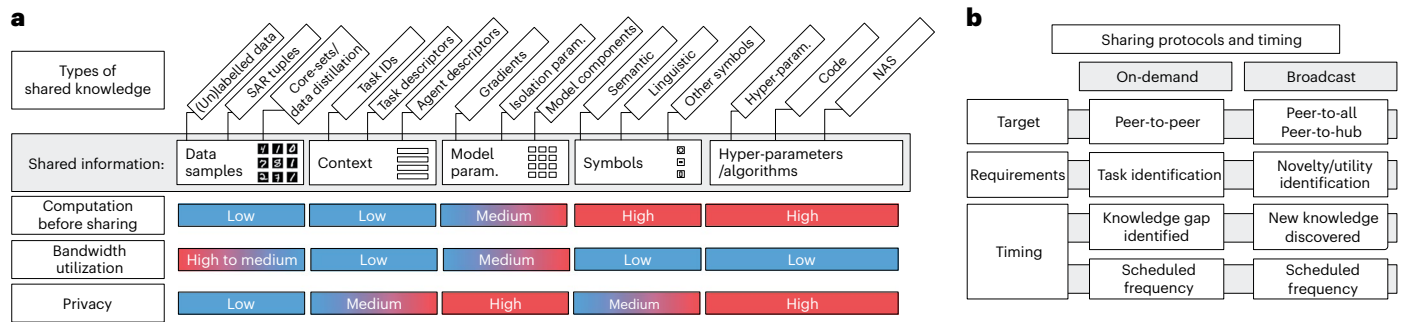 a
Types of
shared knowledge
(Un)labelled data
SAR tuples
Core-sets/
data distillation
Task IDs
Task descriptors
Agent descriptors
Gradients
Isolation param.
Model components
Semantic
Linguistic
Other symbols
Hyper-param.
Code
NAS
Shared information:
Data
samples
Context
Model
param.
Symbols
Hyper-parameters
/algorithms
Computation
before sharing
Low
Low
Medium
High
High
Bandwidth
utilization
High to medium
Low
Medium
Low
Low
Privacy
Low
Medium
High
Medium
High
b
Sharing protocols and timing
On-demand
Broadcast
Target
Peer-to-peer
Peer-to-all
Peer-to-hub
Requirements
Task identification
Novelty/utility
identification
Timing
Knowledge gap
identified
New knowledge
discovered
Scheduled
frequency
Scheduled
frequency